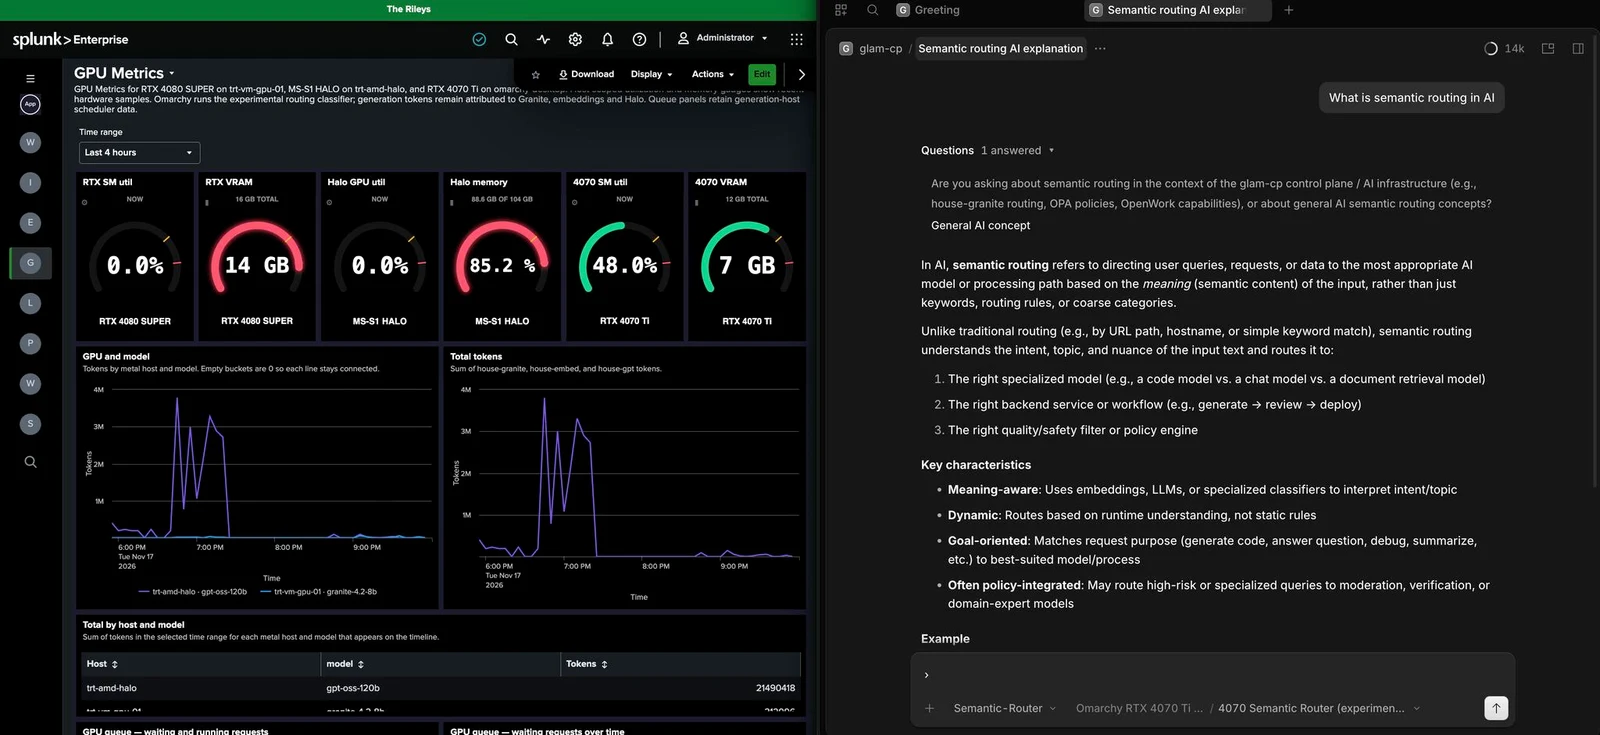 The Rileys
splunk>Enterprise
Administrator
GPU Metrics
Download
Display
Actions
Edit
GPU Metrics for RTX 4080 SUPER on trt-vm-gpu-01, MS-S1 HALO on trt-amd-halo, and RTX 4070 Ti on
hardware samples. Omarchy runs the experimental routing classifier; generation tokens remain attributed to Granite, embeddings and Halo. Queue panels retain generation-host
scheduler data.
Time range
Last 4 hours
App
W
I
E
G
L
P
W
S
RTX SM util
NOW
0.0%
RTX 4080 SUPER
RTX VRAM
16 GB TOTAL
14 GB
RTX 4080 SUPER
Halo GPU util
NOW
0.0%
MS-S1 HALO
Halo memory
88.6 GB OF 104 GB
85.2 %
MS-S1 HALO
4070 SM util
NOW
48.0%
RTX 4070 Ti
4070 VRAM
12 GB TOTAL
7 GB
RTX 4070 Ti
GPU and model
Tokens by metal host and model. Empty buckets are 0 so each line stays connected.
4M
3M
2M
1M
Tokens
6:00 PM
Tue Nov 17
2026
7:00 PM
8:00 PM
9:00 PM
Time
trt-amd-halo · gpt-oss-120b
trt-vm-gpu-01 · granite-4.2-8b
Total tokens
Sum of house-granite, house-embed, and house-gpt tokens.
4M
3M
2M
1M
Tokens
6:00 PM
Tue Nov 17
2026
7:00 PM
8:00 PM
9:00 PM
Time
Total by host and model
Sum of tokens in the selected time range for each metal host and model that appears on the timeline.
Host
model
Tokens
trt-amd-halo
gpt-oss-120b
21490418
GPU queue — waiting and running requests
GPU queue — waiting requests over time
G Greeting
G Semantic routing AI expla
G glam-cp / Semantic routing AI explanation ...
14k
What is semantic routing in AI
Questions 1 answered
Are you asking about semantic routing in the context of the glam-cp control plane / AI infrastructure (e.g.,
house-granite routing, OPA policies, OpenWork capabilities), or about general AI semantic routing concepts?
General AI concept
In AI, semantic routing refers to directing user queries, requests, or data to the most appropriate AI
model or processing path based on the meaning (semantic content) of the input, rather than just
keywords, routing rules, or coarse categories.
Unlike traditional routing (e.g., by URL path, hostname, or simple keyword match), semantic routing
understands the intent, topic, and nuance of the input text and routes it to:
1. The right specialized model (e.g., a code model vs. a chat model vs. a document retrieval model)
2. The right backend service or workflow (e.g., generate → review → deploy)
3. The right quality/safety filter or policy engine
Key characteristics
• Meaning-aware: Uses embeddings, LLMs, or specialized classifiers to interpret intent/topic
• Dynamic: Routes based on runtime understanding, not static rules
• Goal-oriented: Matches request purpose (generate code, answer question, debug, summarize,
etc.) to best-suited model/process
• Often policy-integrated: May route high-risk or specialized queries to moderation, verification, or
domain-expert models
Example
›
Semantic-Router
Omarchy RTX 4070 Ti ... / 4070 Semantic Router (experimen...